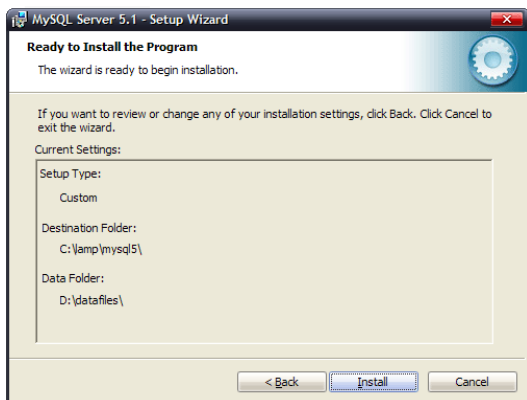 MySQL Server 5.1 - Setup Wizard
Ready to Install the Program
The wizard is ready to begin installation.
If you want to review or change any of your installation settings, click Back. Click Cancel to
exit the wizard.
Current Settings:
Setup Type:
Custom
Destination Folder:
C:\lamp\mysql5\
Data Folder:
D:\datafiles\
< Back
Install
Cancel